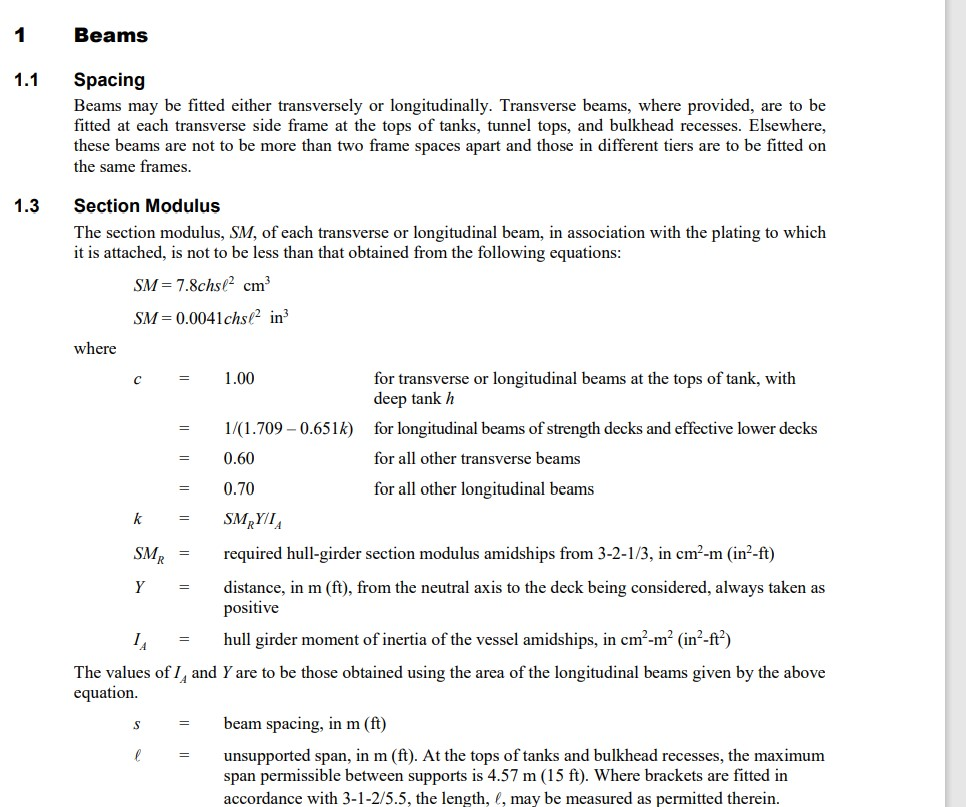 1 Beams
1.1 Spacing
Beams may be fitted either transversely or longitudinally. Transverse beams, where provided, are to be
fitted at each transverse side frame at the tops of tanks, tunnel tops, and bulkhead recesses. Elsewhere,
these beams are not to be more than two frame spaces apart and those in different tiers are to be fitted on
the same frames.
1.3 Section Modulus
The section modulus, SM, of each transverse or longitudinal beam, in association with the plating to which
it is attached, is not to be less than that obtained from the following equations:
SM = 7.8chsℓ² cm³
SM = 0.0041chsℓ² in³
where
c = 1.00 for transverse or longitudinal beams at the tops of tank, with
deep tank h
= 1/(1.709 – 0.651k) for longitudinal beams of strength decks and effective lower decks
= 0.60 for all other transverse beams
= 0.70 for all other longitudinal beams
k = SM_R Y/I_A
SM_R = required hull-girder section modulus amidships from 3-2-1/3, in cm²-m (in²-ft)
Y = distance, in m (ft), from the neutral axis to the deck being considered, always taken as
positive
I_A = hull girder moment of inertia of the vessel amidships, in cm²-m² (in²-ft²)
The values of I_A and Y are to be those obtained using the area of the longitudinal beams given by the above
equation.
s = beam spacing, in m (ft)
ℓ = unsupported span, in m (ft). At the tops of tanks and bulkhead recesses, the maximum
span permissible between supports is 4.57 m (15 ft). Where brackets are fitted in
accordance with 3-1-2/5.5, the length, ℓ, may be measured as permitted therein.